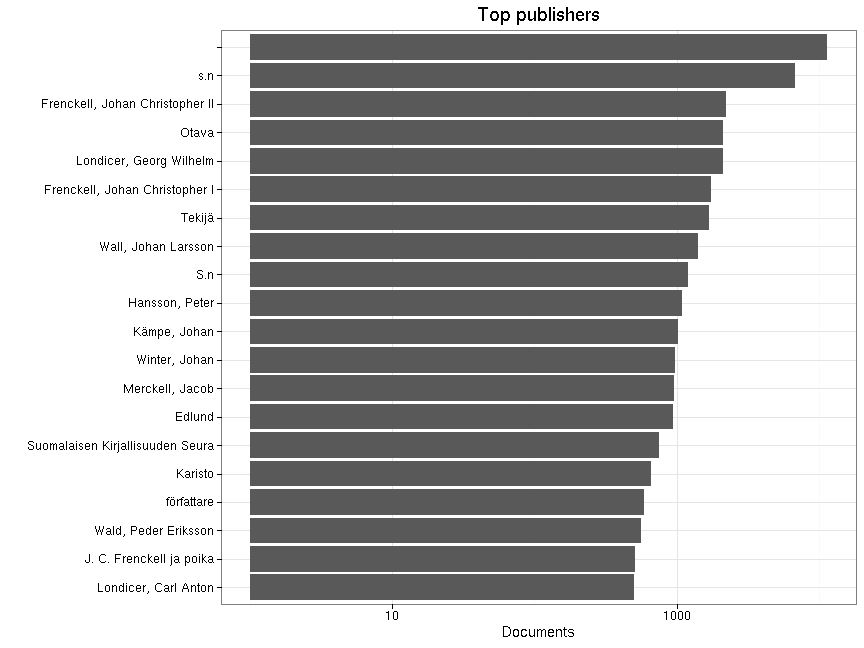 Top publishers
s.n
Frenckell, Johan Christopher II
Otava
Londicer, Georg Wilhelm
Frenckell, Johan Christopher I
Tekijä
Wall, Johan Larsson
S.n
Hansson, Peter
Kämpe, Johan
Winter, Johan
Merckell, Jacob
Edlund
Suomalaisen Kirjallisuuden Seura
Karisto
författare
Wald, Peder Eriksson
J. C. Frenckell ja poika
Londicer, Carl Anton
10 1000
Documents